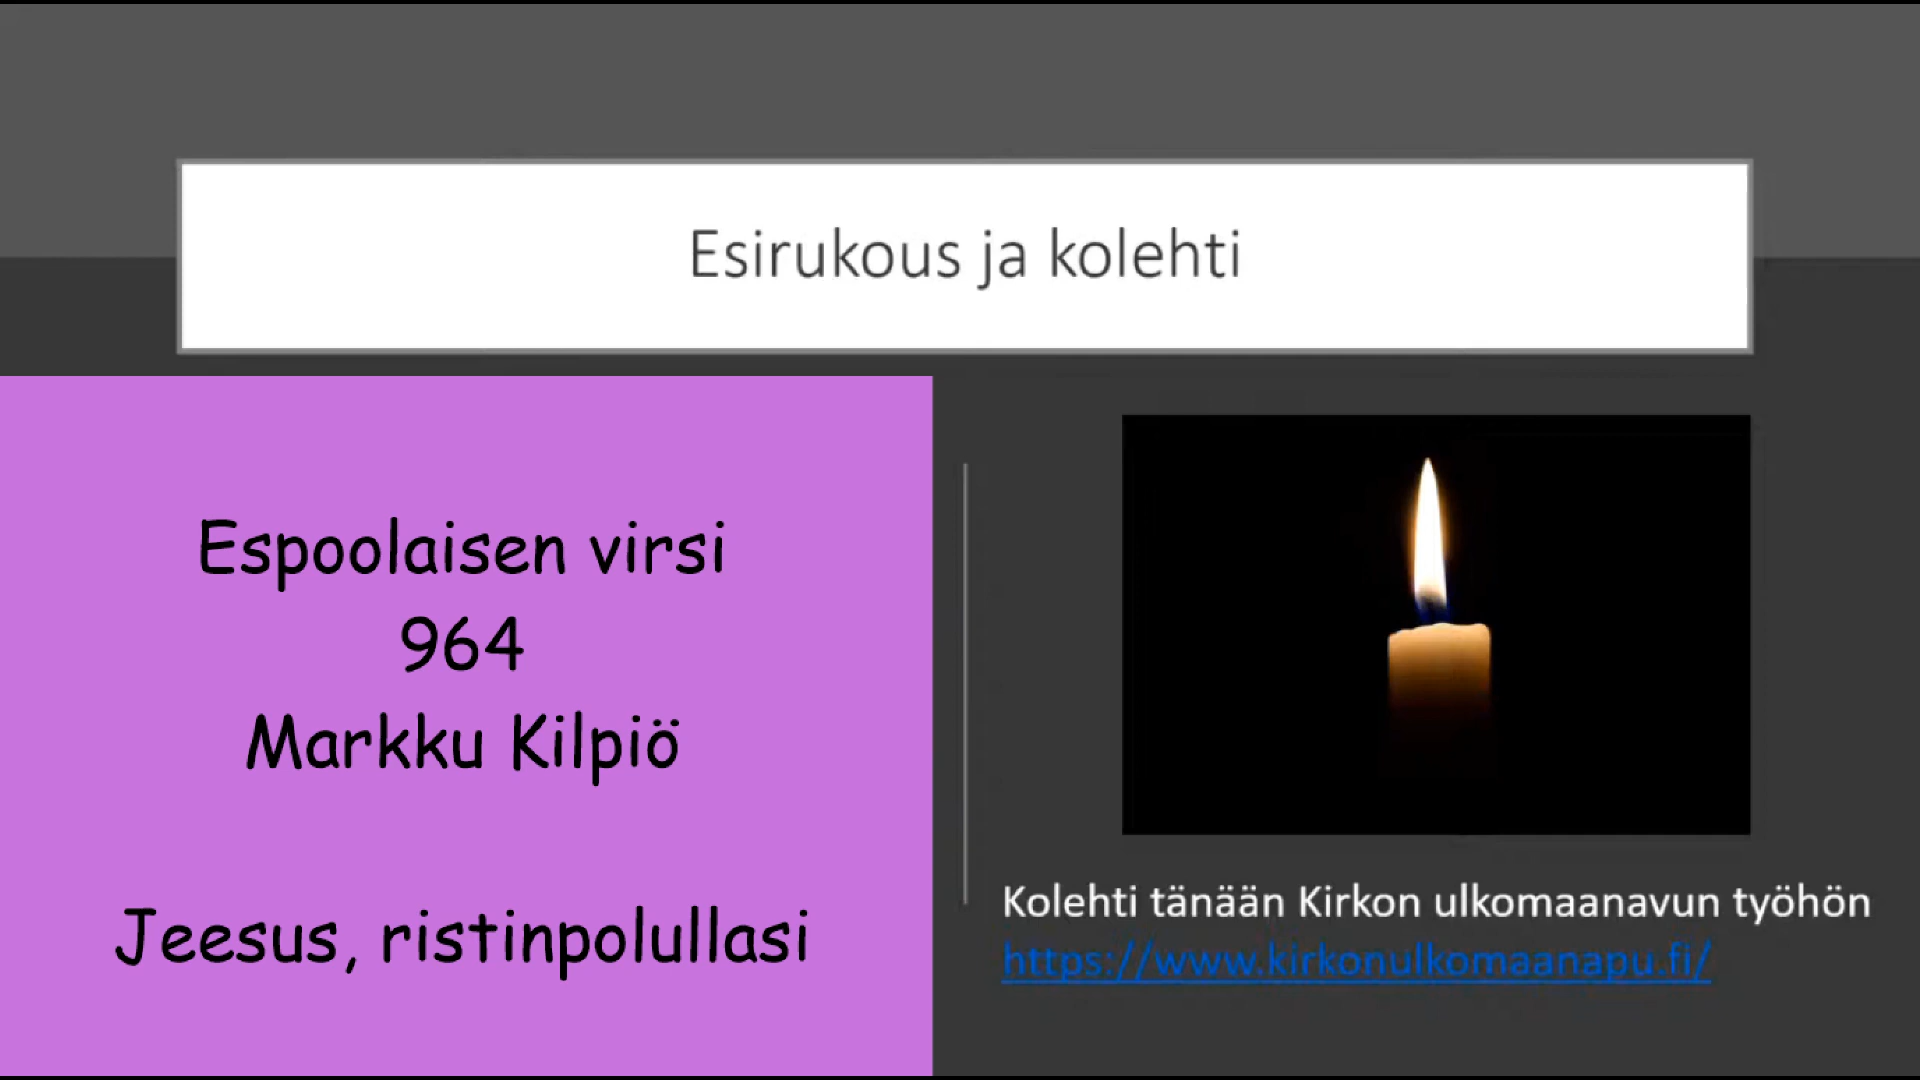 Esirukous ja kolehti
Espoolaisen virsi
964
Markku Kilpiö
Jeesus, ristinpolullasi
Kolehti tänään Kirkon ulkomaanavun työhön
https://www.kirkonulkomaanapu.fi/